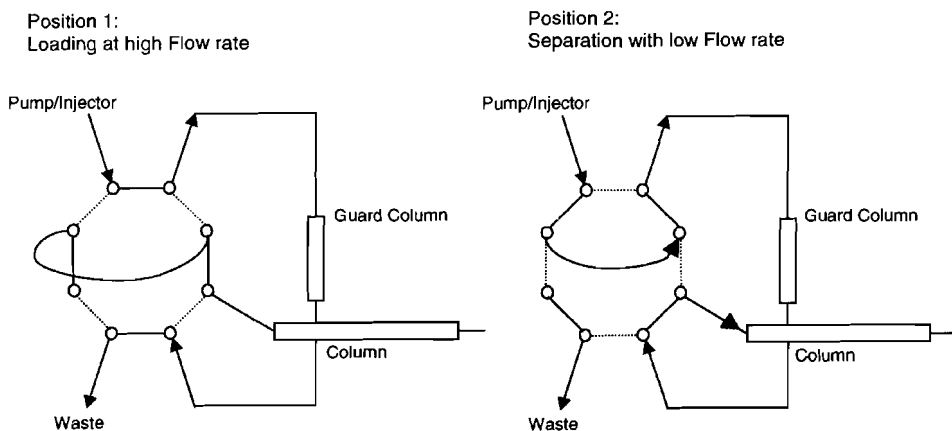 Position 1:
Loading at high Flow rate
Pump/Injector
Guard Column
Column
Waste
Position 2:
Separation with low Flow rate
Pump/Injector
Guard Column
Column
Waste